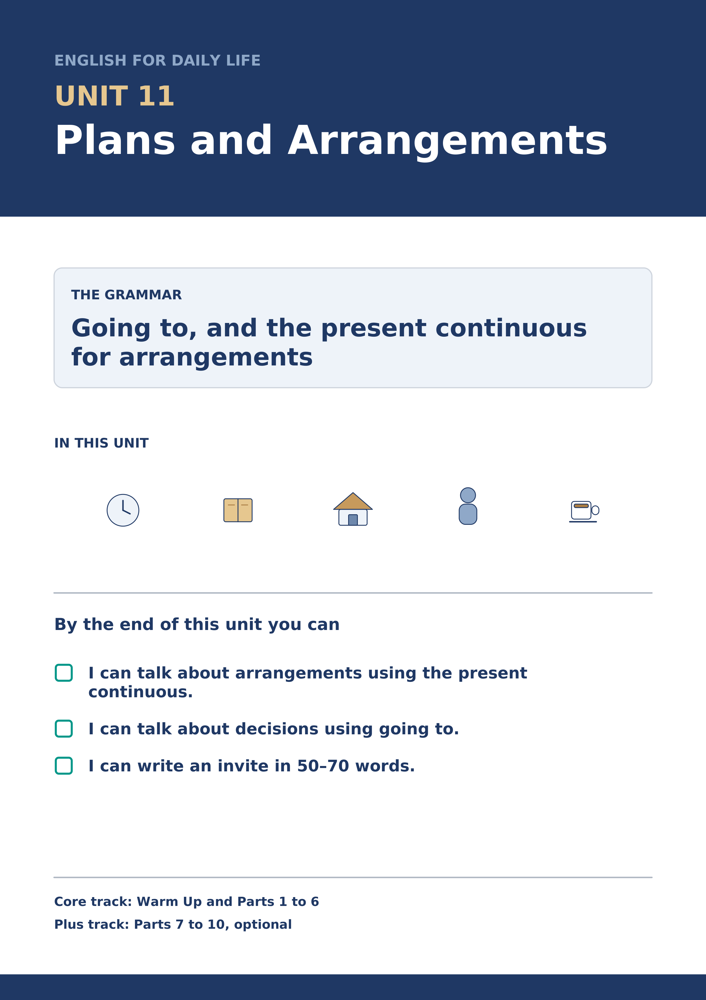 ENGLISH FOR DAILY LIFE
UNIT 11
Plans and Arrangements
THE GRAMMAR
Going to, and the present continuous
for arrangements
IN THIS UNIT
By the end of this unit you can
I can talk about arrangements using the present
continuous.
I can talk about decisions using going to.
I can write an invite in 50–70 words.
Core track: Warm Up and Parts 1 to 6
Plus track: Parts 7 to 10, optional